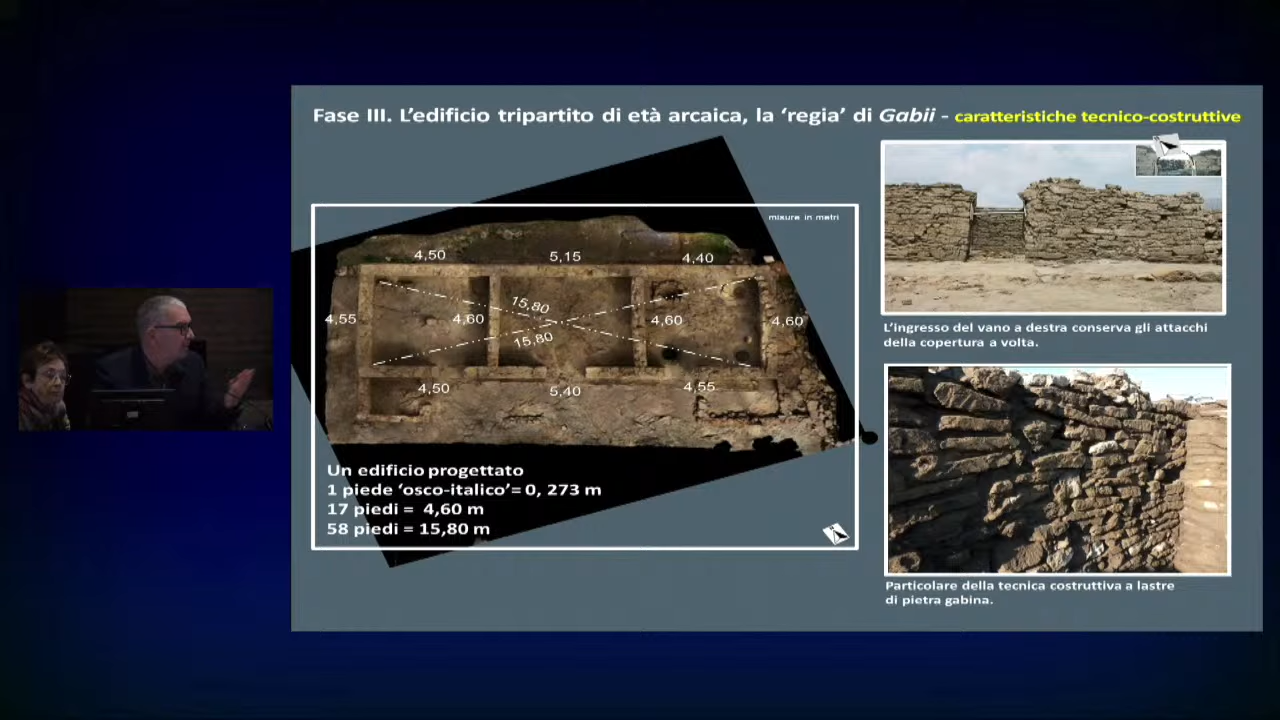 Fase III. L’edificio tripartito di età arcaica, la ‘regia’ di Gabii - caratteristiche tecnico-costruttive
misure in metri
4,50 5,15 4,40
15,80
4,55 4,60 4,60 4,60
15,80
4,50 5,40 4,55
Un edificio progettato
1 piede ‘osco-italico’= 0, 273 m
17 piedi = 4,60 m
58 piedi = 15,80 m
L’ingresso del vano a destra conserva gli attacchi
della copertura a volta.
Particolare della tecnica costruttiva a lastre
di pietra gabina.